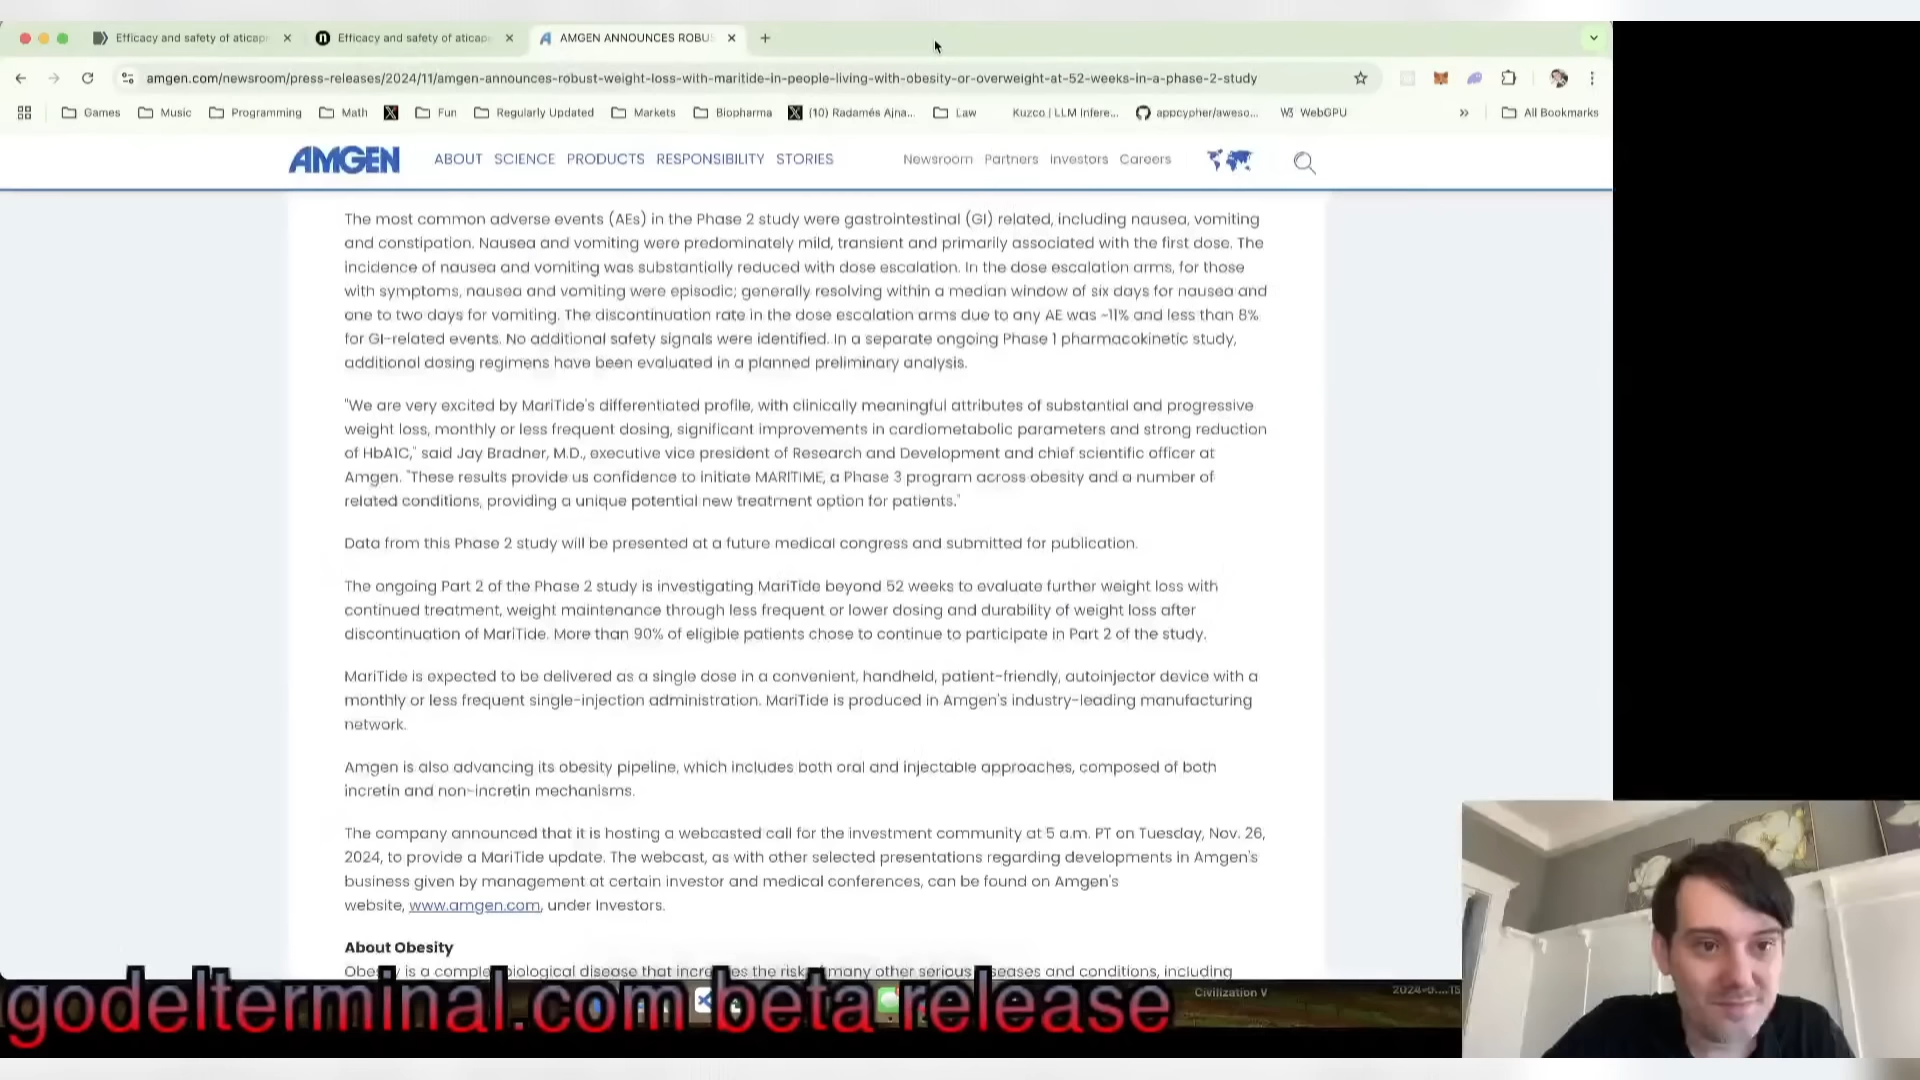 Efficacy and safety of aticap
Efficacy and safety of aticap
AMGEN ANNOUNCES ROBU
amgen.com/newsroom/press-releases/2024/11/amgen-announces-robust-weight-loss-with-maritide-in-people-living-with-obesity-or-overweight-at-52-weeks-in-a-phase-2-study
Games Music Programming Math Fun Regularly Updated Markets Biopharma (10) Radamés Ajna... Law Kuzco | LLM Infere... appcypher/aweso... W3 WebGPU » All Bookmarks
AMGEN ABOUT SCIENCE PRODUCTS RESPONSIBILITY STORIES Newsroom Partners Investors Careers
The most common adverse events (AEs) in the Phase 2 study were gastrointestinal (GI) related, including nausea, vomiting
and constipation. Nausea and vomiting were predominately mild, transient and primarily associated with the first dose. The
incidence of nausea and vomiting was substantially reduced with dose escalation. In the dose escalation arms, for those
with symptoms, nausea and vomiting were episodic; generally resolving within a median window of six days for nausea and
one to two days for vomiting. The discontinuation rate in the dose escalation arms due to any AE was ~11% and less than 8%
for GI-related events. No additional safety signals were identified. In a separate ongoing Phase 1 pharmacokinetic study,
additional dosing regimens have been evaluated in a planned preliminary analysis.
"We are very excited by MariTide's differentiated profile, with clinically meaningful attributes of substantial and progressive
weight loss, monthly or less frequent dosing, significant improvements in cardiometabolic parameters and strong reduction
of HbA1C," said Jay Bradner, M.D., executive vice president of Research and Development and chief scientific officer at
Amgen. "These results provide us confidence to initiate MARITIME, a Phase 3 program across obesity and a number of
related conditions, providing a unique potential new treatment option for patients."
Data from this Phase 2 study will be presented at a future medical congress and submitted for publication.
The ongoing Part 2 of the Phase 2 study is investigating MariTide beyond 52 weeks to evaluate further weight loss with
continued treatment, weight maintenance through less frequent or lower dosing and durability of weight loss after
discontinuation of MariTide. More than 90% of eligible patients chose to continue to participate in Part 2 of the study.
MariTide is expected to be delivered as a single dose in a convenient, handheld, patient-friendly, autoinjector device with a
monthly or less frequent single-injection administration. MariTide is produced in Amgen's industry-leading manufacturing
network.
Amgen is also advancing its obesity pipeline, which includes both oral and injectable approaches, composed of both
incretin and non-incretin mechanisms.
The company announced that it is hosting a webcasted call for the investment community at 5 a.m. PT on Tuesday, Nov. 26,
2024, to provide a MariTide update. The webcast, as with other selected presentations regarding developments in Amgen's
business given by management at certain investor and medical conferences, can be found on Amgen's
website, www.amgen.com, under Investors.
About Obesity
is a biological disease that the risk many other serious and conditions, including
godelterminal.com beta release
Civilization V